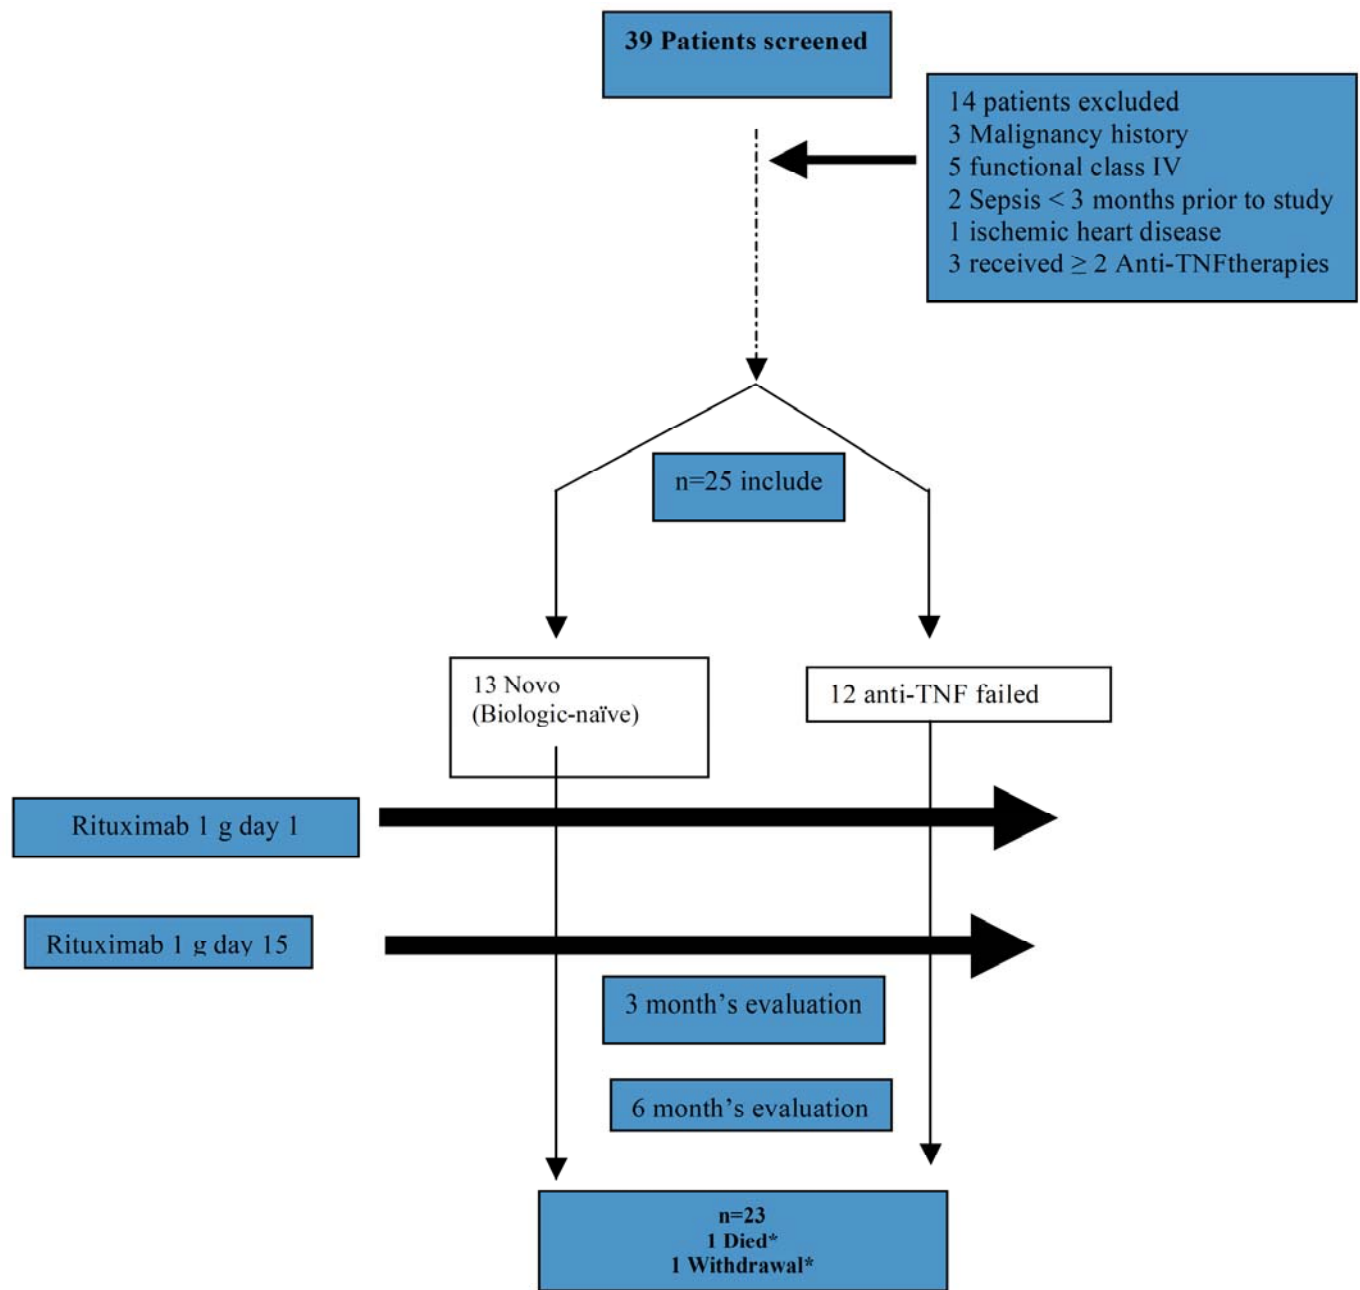 39 Patients screened
14 patients excluded
3 Malignancy history
5 functional class IV
2 Sepsis < 3 months prior to study
1 ischemic heart disease
3 received ≥ 2 Anti-TNFtherapies
n=25 include
13 Novo
(Biologic-naïve)
12 anti-TNF failed
Rituximab 1 g day 1
Rituximab 1 g day 15
3 month’s evaluation
6 month’s evaluation
n=23
1 Died*
1 Withdrawal*